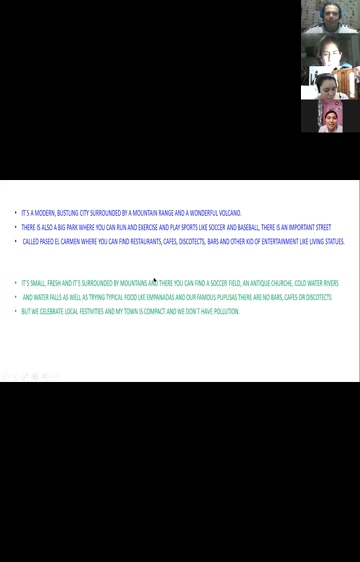 • IT´S A MODERN, BUSTLING CITY SURROUNDED BY A MOUNTAIN RANGE AND A WONDERFUL VOLCANO.
• THERE IS ALSO A BIG PARK WHERE YOU CAN RUN AND EXERCISE AND PLAY SPORTS LIKE SOCCER AND BASEBALL, THERE IS AN IMPORTANT STREET
• CALLED PASEO EL CARMEN WHERE YOU CAN FIND RESTAURANTS, CAFES, DISCOTECTS, BARS AND OTHER KID OF ENTERTAIMENT LIKE LIVING STATUES.
• IT´S SMALL, FRESH AND IT´S SURROUNDED BY MOUNTAINS AND THERE YOU CAN FIND A SOCCER FIELD, AN ANTIQUE CHURCHE, COLD WATER RIVERS
• AND WATER FALLS AS WELL AS TRYING TYPICAL FOOD LKE EMPANADAS AND OUR FAMOUS PUPUSAS THERE ARE NO BARS, CAFES OR DISCOTECTS
• BUT WE CELEBRATE LOCAL FESTIVITIES AND MY TOWN IS COMPACT AND WE DON´T HAVE POLLUTION.